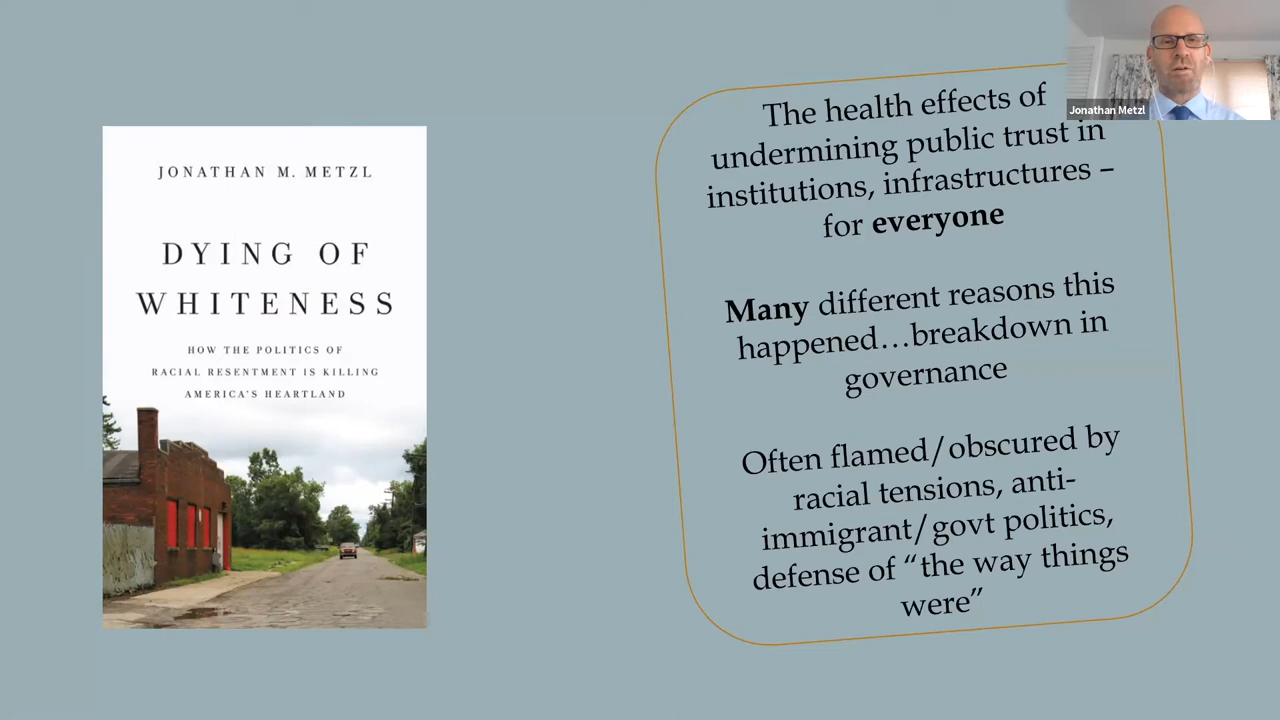 JONATHAN M. METZL
DYING OF
WHITENESS
HOW THE POLITICS OF
RACIAL RESENTMENT IS KILLING
AMERICA'S HEARTLAND
The health effects of
undermining public trust in
institutions, infrastructures –
for everyone
Many different reasons this
happened…breakdown in
governance
Often flamed/obscured by
racial tensions, anti-
immigrant/govt politics,
defense of “the way things
were”
Jonathan Metzl